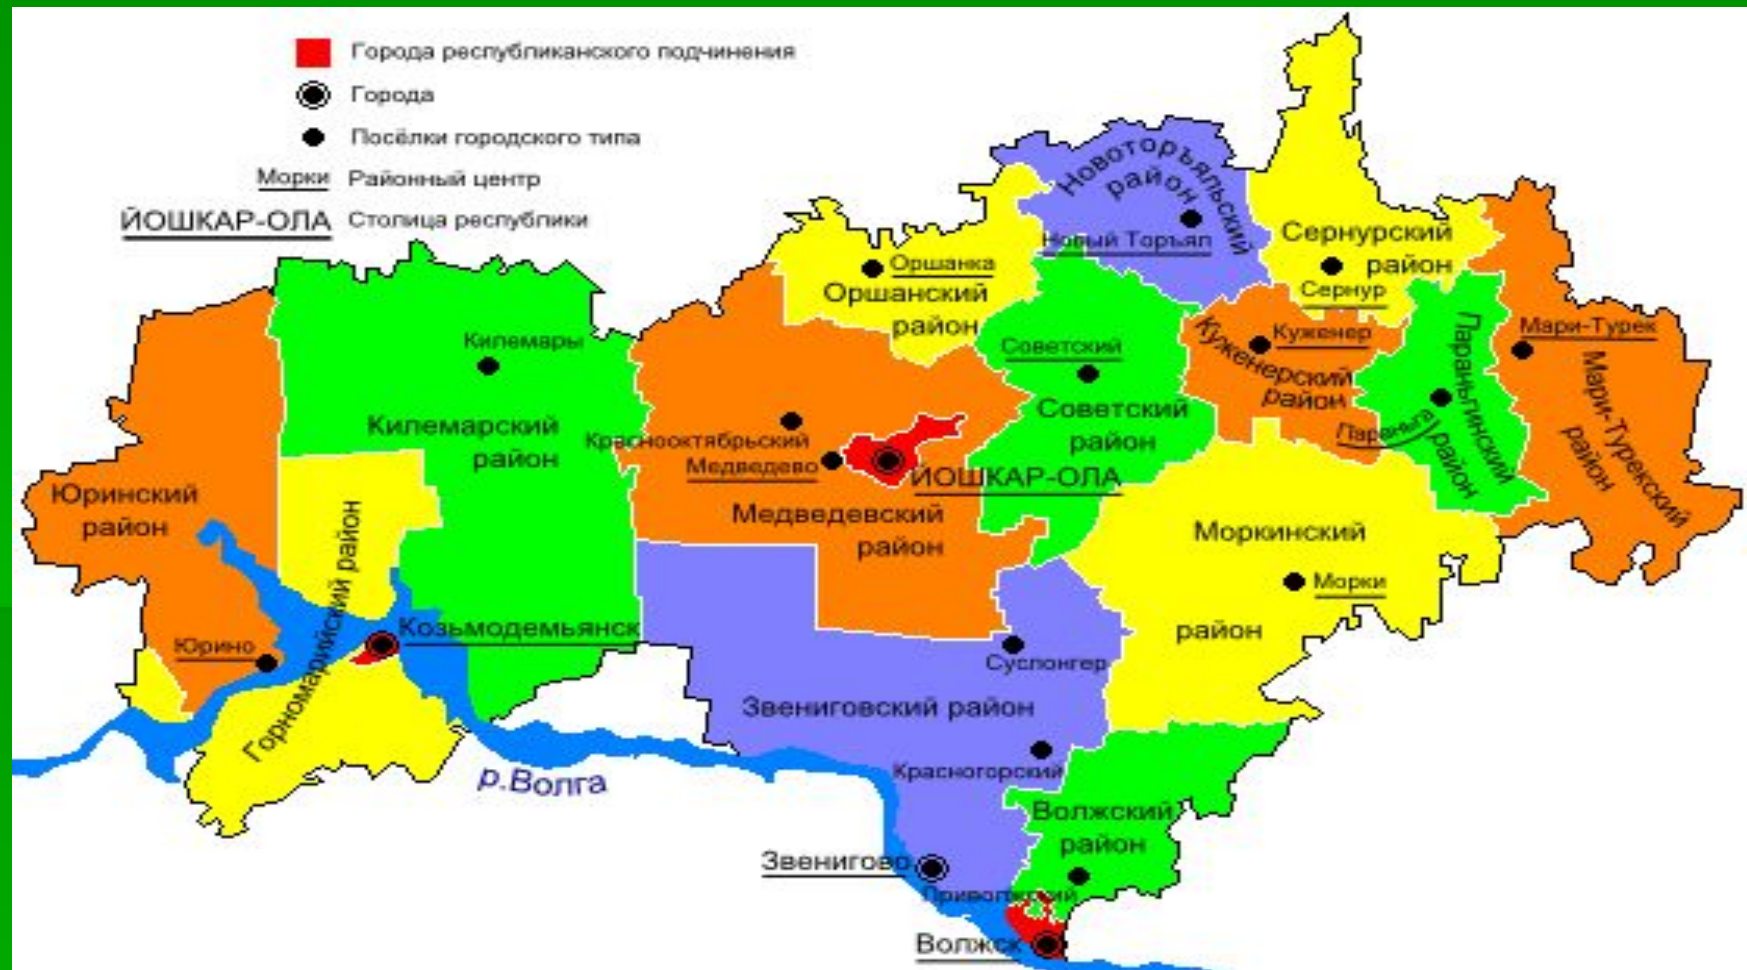 Города республиканского подчинения
Города
Посёлки городского типа
Морки Районный центр
ЙОШКАР-ОЛА Столица республики
Новоторъяльский
район
Новый Торъял
Сернурский
район
Сернур
Оршанка
Оршанский
район
Килемары
Килемарский
район
Советский
Советский
район
Куженер
Куженерский
район
Параньгинский
район
Параньга
Мари-Турек
Мари-Турекский
район
Краснооктябрьский
Медведево
ЙОШКАР-ОЛА
Медведевский
район
Юринский
район
Юрино
Горномарийский район
Козьмодемьянск
Моркинский
район
Морки
Суслонгер
Звениговский район
Красногорский
р.Волга
Волжский
район
Звенигово
Приволжский
Волжск